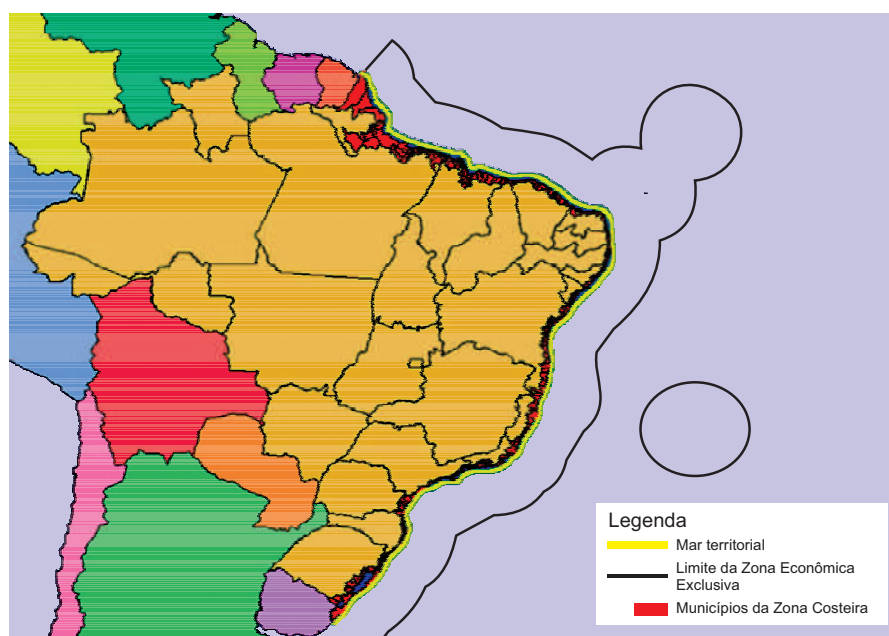 Legenda
Mar territorial
Limite da Zona Econômica
Exclusiva
Municípios da Zona Costeira